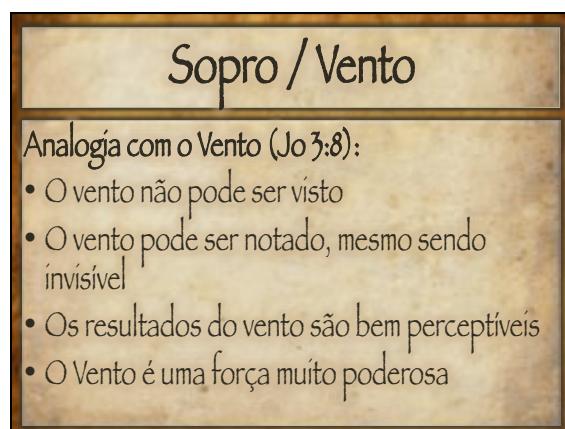 Sopro / Vento
Analogia com o Vento (Jo 3:8):
• O vento não pode ser visto
• O vento pode ser notado, mesmo sendo
invisível
• Os resultados do vento são bem perceptíveis
• O Vento é uma força muito poderosa